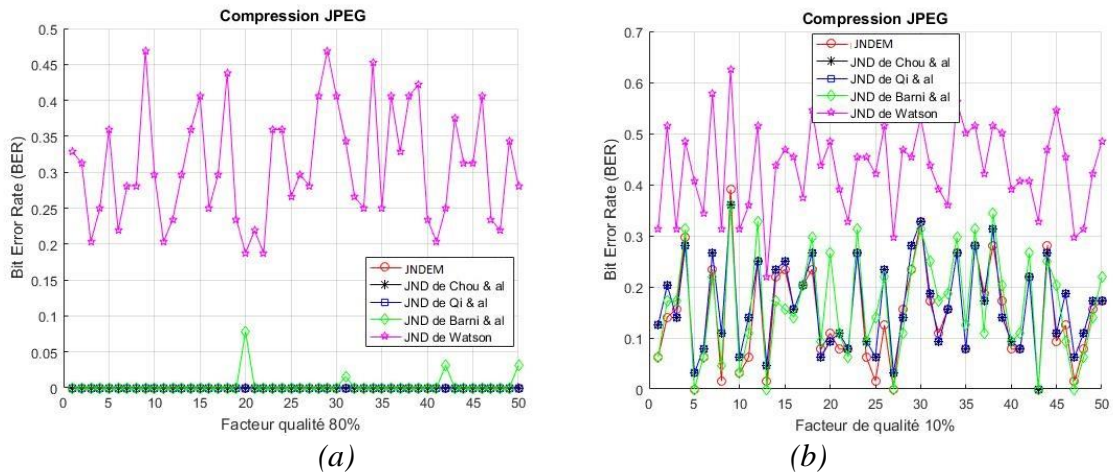 Compression JPEG
0.5
0.45
0.4
0.35
0.3
0.25
0.2
0.15
0.1
0.05
0
Bit Error Rate (BER)
JNDEM
JND de Chou & al
JND de Qi & al
JND de Barni & al
JND de Watson
0 5 10 15 20 25 30 35 40 45 50
Facteur qualité 80%
(a)
Compression JPEG
0.7
0.6
0.5
0.4
0.3
0.2
0.1
0
Bit Error Rate (BER)
JNDEM
JND de Chou & al
JND de Qi & al
JND de Barni & al
JND de Watson
0 5 10 15 20 25 30 35 40 45 50
Facteur de qualité 10%
(b)